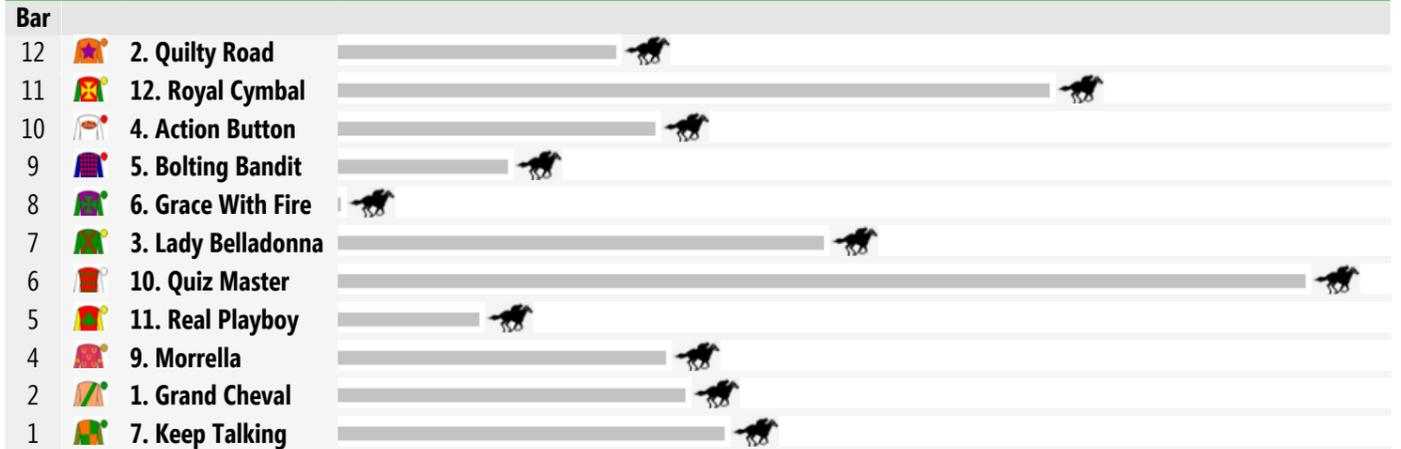 Bar
12 2. Quilty Road
11 12. Royal Cymbal
10 4. Action Button
9 5. Bolting Bandit
8 6. Grace With Fire
7 3. Lady Belladonna
6 10. Quiz Master
5 11. Real Playboy
4 9. Morrella
2 1. Grand Cheval
1 7. Keep Talking